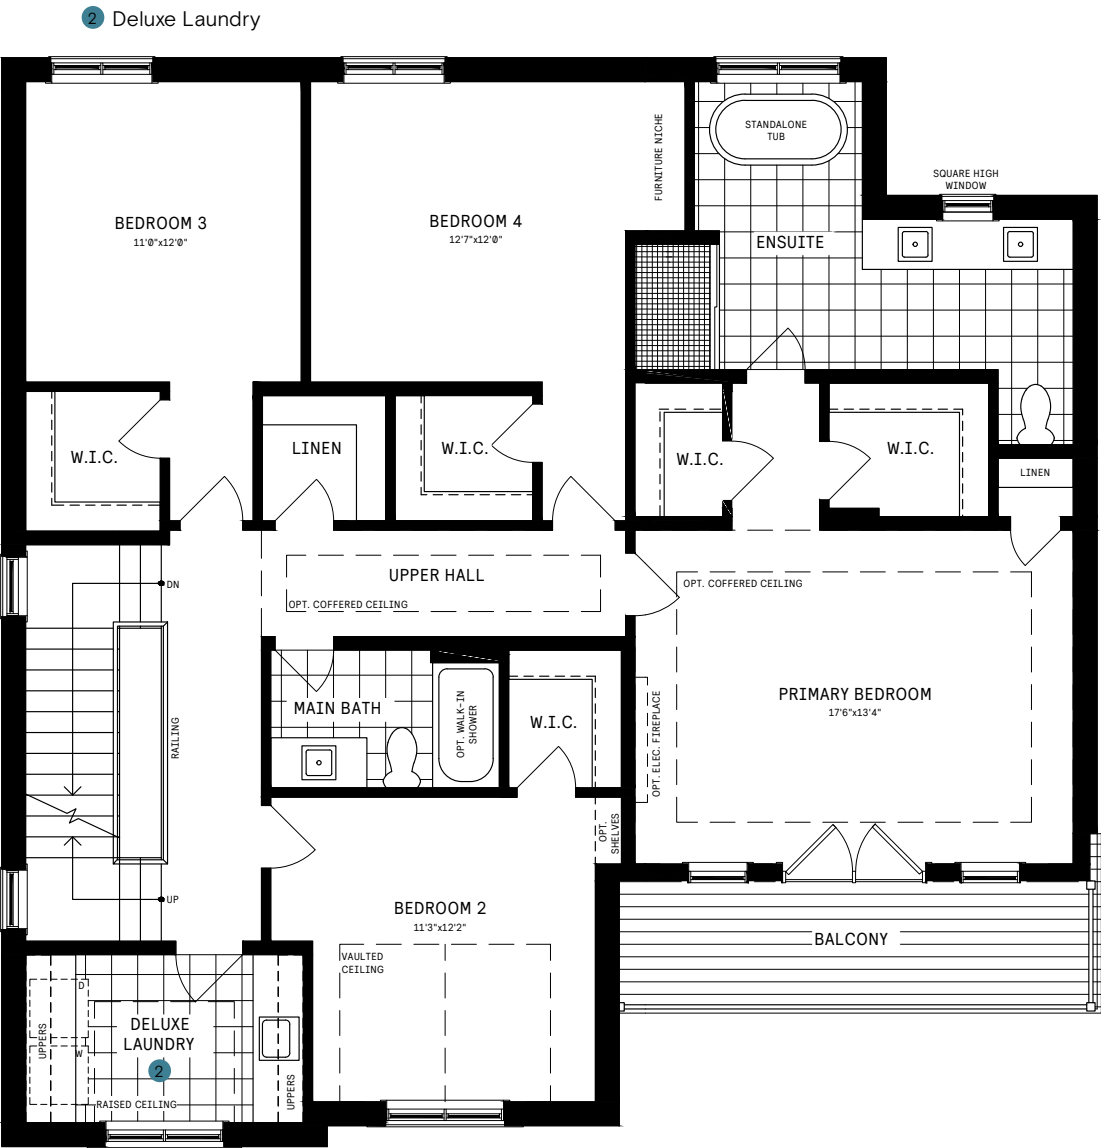 2 Deluxe Laundry
STANDALONE
TUB
FURNITURE NICHE
SQUARE HIGH
WINDOW
BEDROOM 3
11'0"x12'0"
BEDROOM 4
12'7"x12'0"
ENSUITE
W.I.C.
LINEN
W.I.C.
W.I.C.
W.I.C.
LINEN
DN
UPPER HALL
OPT. COFFERED CEILING
OPT. COFFERED CEILING
RAILING
MAIN BATH
OPT. WALK-IN
SHOWER
W.I.C.
OPT. ELEC. FIREPLACE
PRIMARY BEDROOM
17'6"x13'4"
OPT.
SHELVES
UP
BEDROOM 2
11'3"x12'2"
VAULTED
CEILING
BALCONY
D
W
UPPERS
DELUXE
LAUNDRY
2
RAISED CEILING
UPPERS